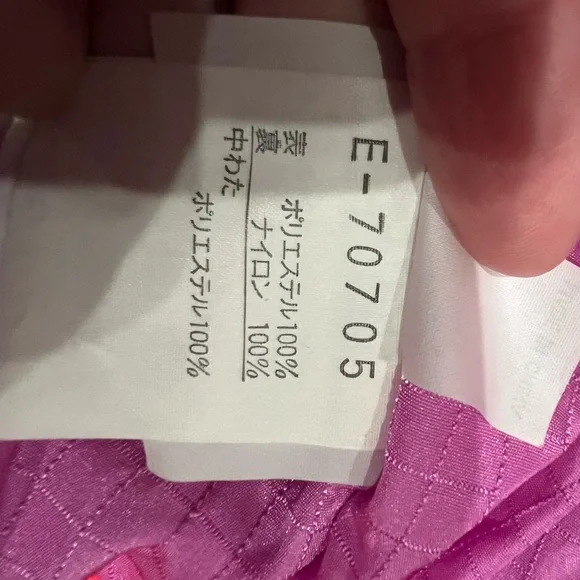 E-70705
表 ポリエステル100%
裏 ナイロン 100%
中わた
ポリエステル100%